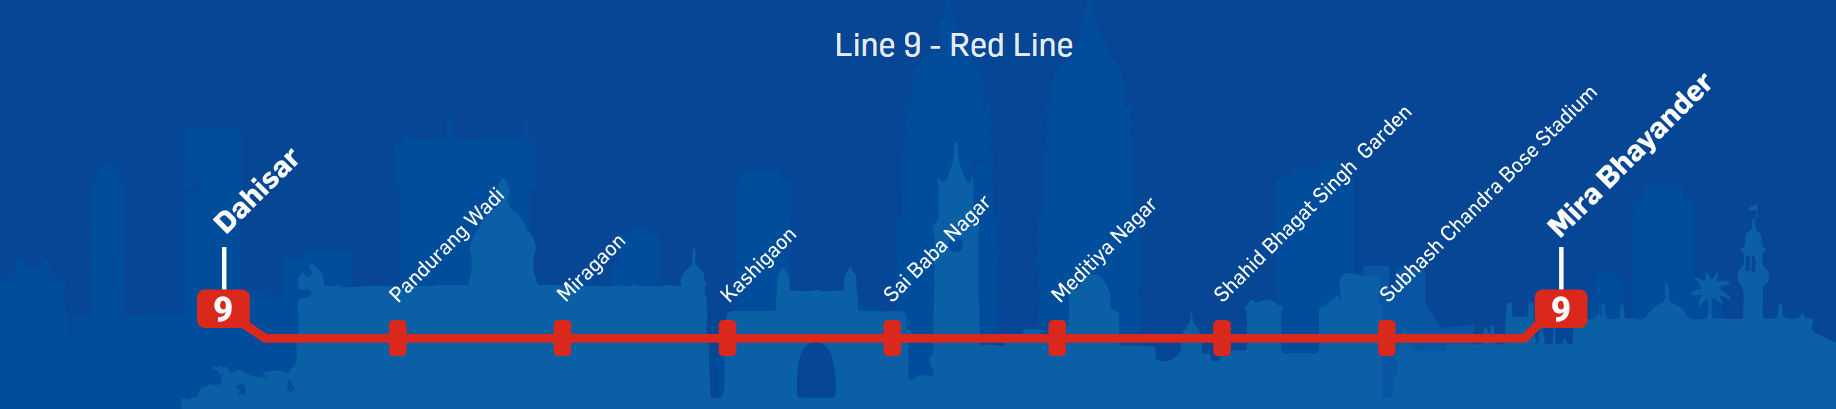 Line 9 - Red Line
Dahisar
Pandurang Wadi
Miragaon
Kashigaon
Sai Baba Nagar
Meditiya Nagar
Shahid Bhagat Singh Garden
Subhash Chandra Bose Stadium
Mira Bhayander
9
9